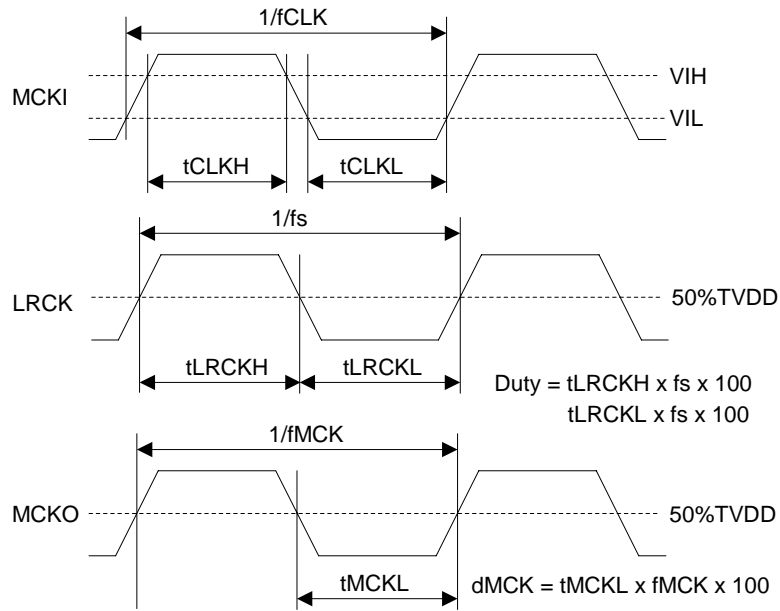 1/fCLK
MCKI
VIH
VIL
tCLKH
tCLKL
1/fs
LRCK
50%TVDD
tLRCKH
tLRCKL
Duty = tLRCKH x fs x 100
tLRCKL x fs x 100
1/fMCK
MCKO
50%TVDD
tMCKL
dMCK = tMCKL x fMCK x 100